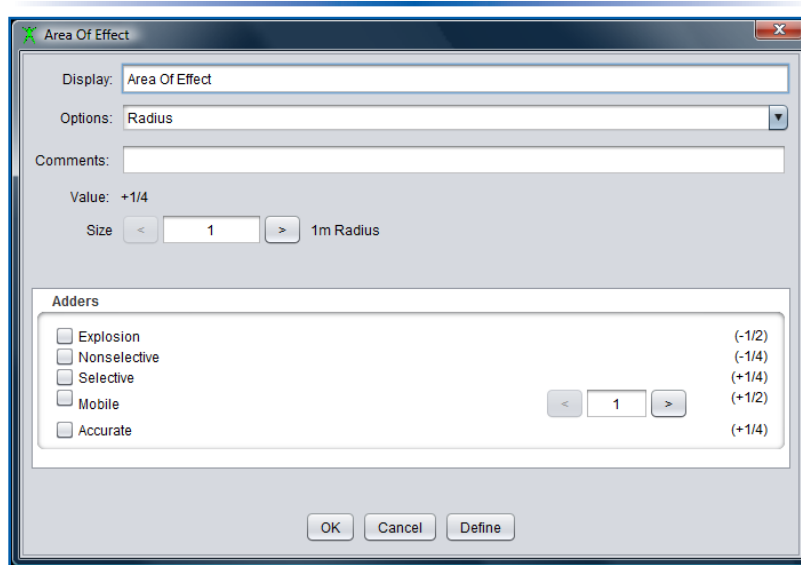 Area Of Effect
Display: Area Of Effect
Options: Radius
Comments:
Value: +1/4
Size < 1 > 1m Radius
Adders
Explosion (-1/2)
Nonselective (-1/4)
Selective (+1/4)
Mobile < 1 > (+1/2)
Accurate (+1/4)
OK Cancel Define